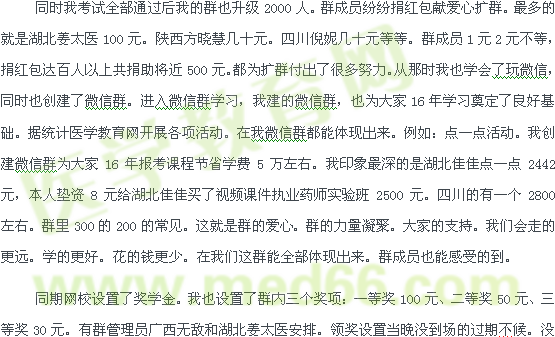 同时我考试全部通过后我的群也升级 2000 人。群成员纷纷捐红包献爱心扩群。最多的
就是湖北姜太医 100 元。陕西方晓慧几十元。四川倪妮几十元等等。群成员 1 元 2 元不等，
捐红包达百人以上共捐助将近 500 元。都为扩群付出了很多努力。从那时我也学会了玩微信，
同时也创建了微信群。进入微信群学习，我建的微信群，也为大家 16 年学习奠定了良好基
础。据统计医学教育网开展各项活动。在我微信群都能体现出来。例如：点一点活动。我创
建微信群为大家 16 年报考课程节省学费 5 万左右。我印象最深的是湖北佳佳点一点 2442
元，本人垫资 8 元给湖北佳佳买了视频课件执业药师实验班 2500 元。四川的有一个 2800
左右。群里 300 的 200 的常见。这就是群的爱心。群的力量凝聚。大家的支持。我们会走的
更远。学的更好。花的钱更少。在我们这群能全部体现出来。群成员也能感受的到。
同期网校设置了奖学金。我也设置了群内三个奖项：一等奖 100 元、二等奖 50 元、三
等奖 30 元。有群管理员广西无敌和湖北姜太医安排。领奖设置当晚没到场的过期不候。没
医学教育网
www.med66.com